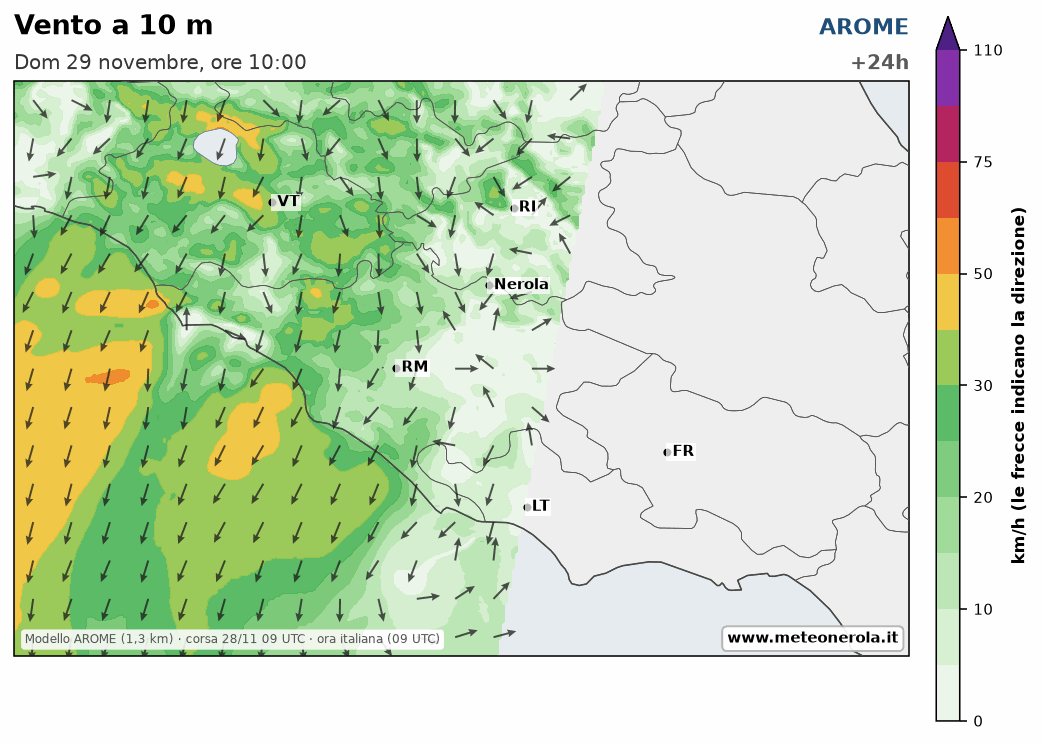 Vento a 10 m
AROME
Dom 29 novembre, ore 10:00
+24h
110
75
50
30
20
10
0
km/h (le frecce indicano la direzione)
VT
RI
Nerola
RM
FR
LT
Modello AROME (1,3 km) · corsa 28/11 09 UTC · ora italiana (09 UTC)
www.meteonerola.it